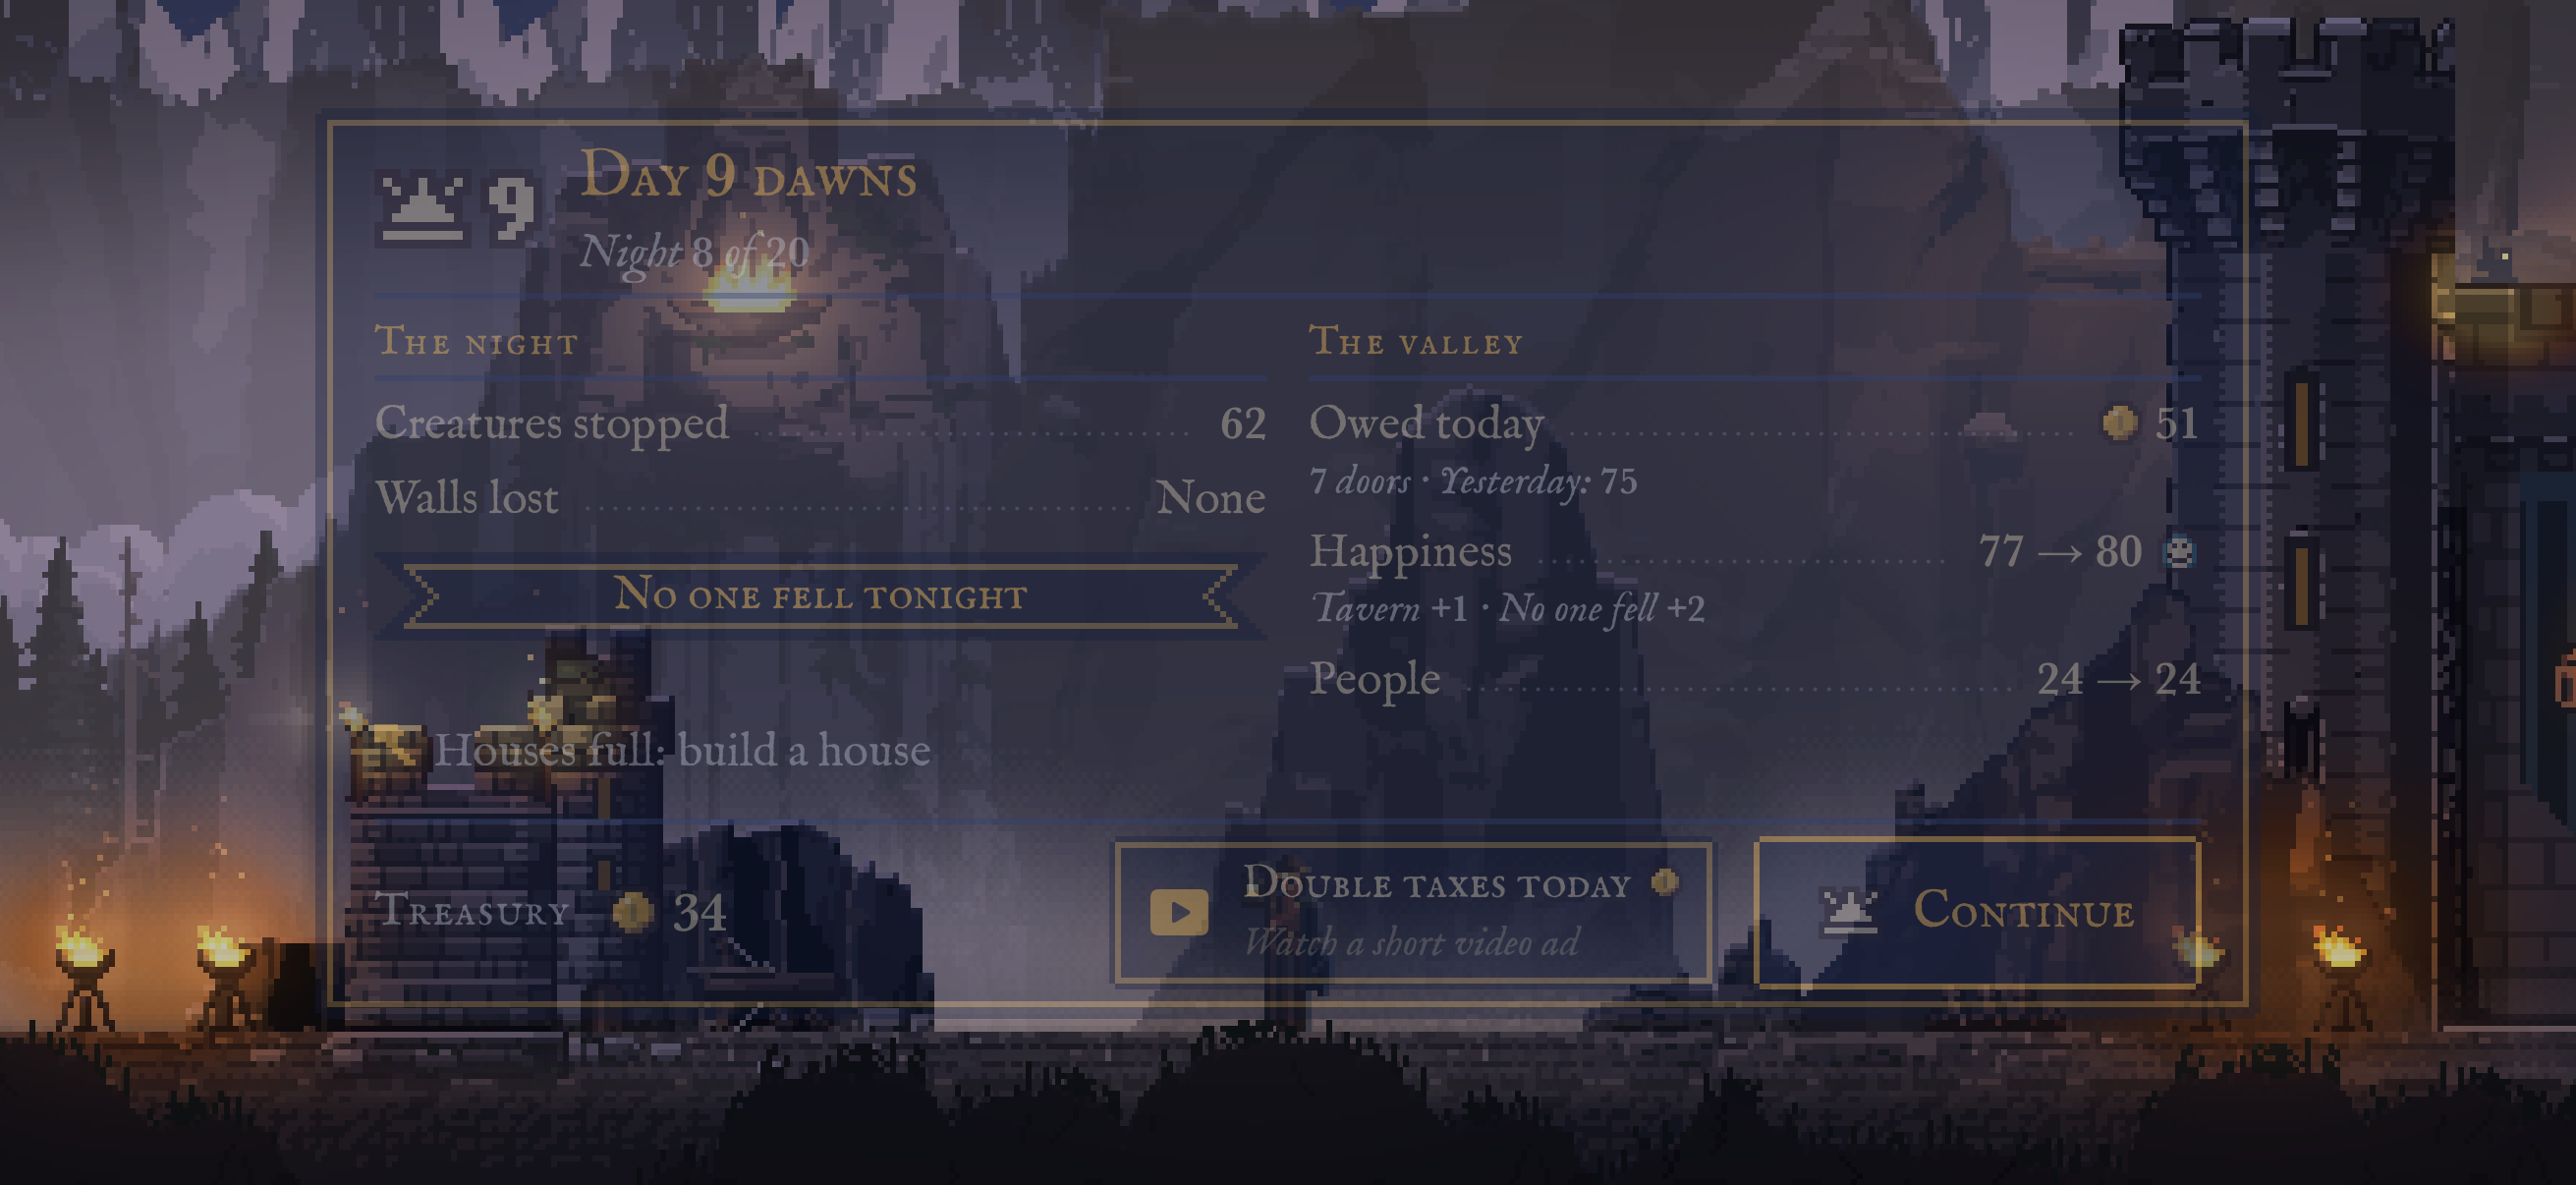 9
Day 9 dawns
Night 8 of 20
The night
Creatures stopped 62
Walls lost None
No one fell tonight
Houses full: build a house
The valley
Owed today 51
7 doors · Yesterday: 75
Happiness 77 → 80
Tavern +1 · No one fell +2
People 24 → 24
Treasury 34
Double taxes today
Watch a short video ad
Continue